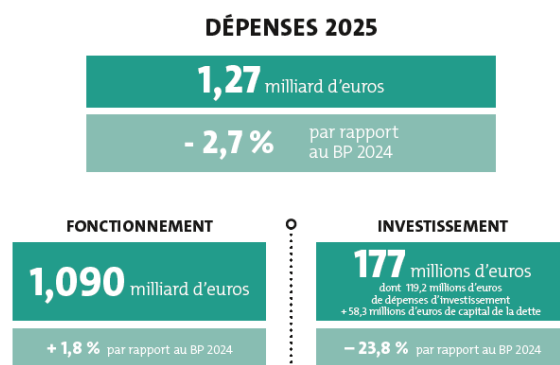 DÉPENSES 2025
1,27 milliard d'euros
- 2,7 % par rapport
au BP 2024
FONCTIONNEMENT
1,090 milliard d'euros
+ 1,8 % par rapport au BP 2024
INVESTISSEMENT
177 millions d'euros
dont 119,2 millions d'euros
de dépenses d'investissement
+ 58,3 millions d'euros de capital de la dette
– 23,8 % par rapport au BP 2024